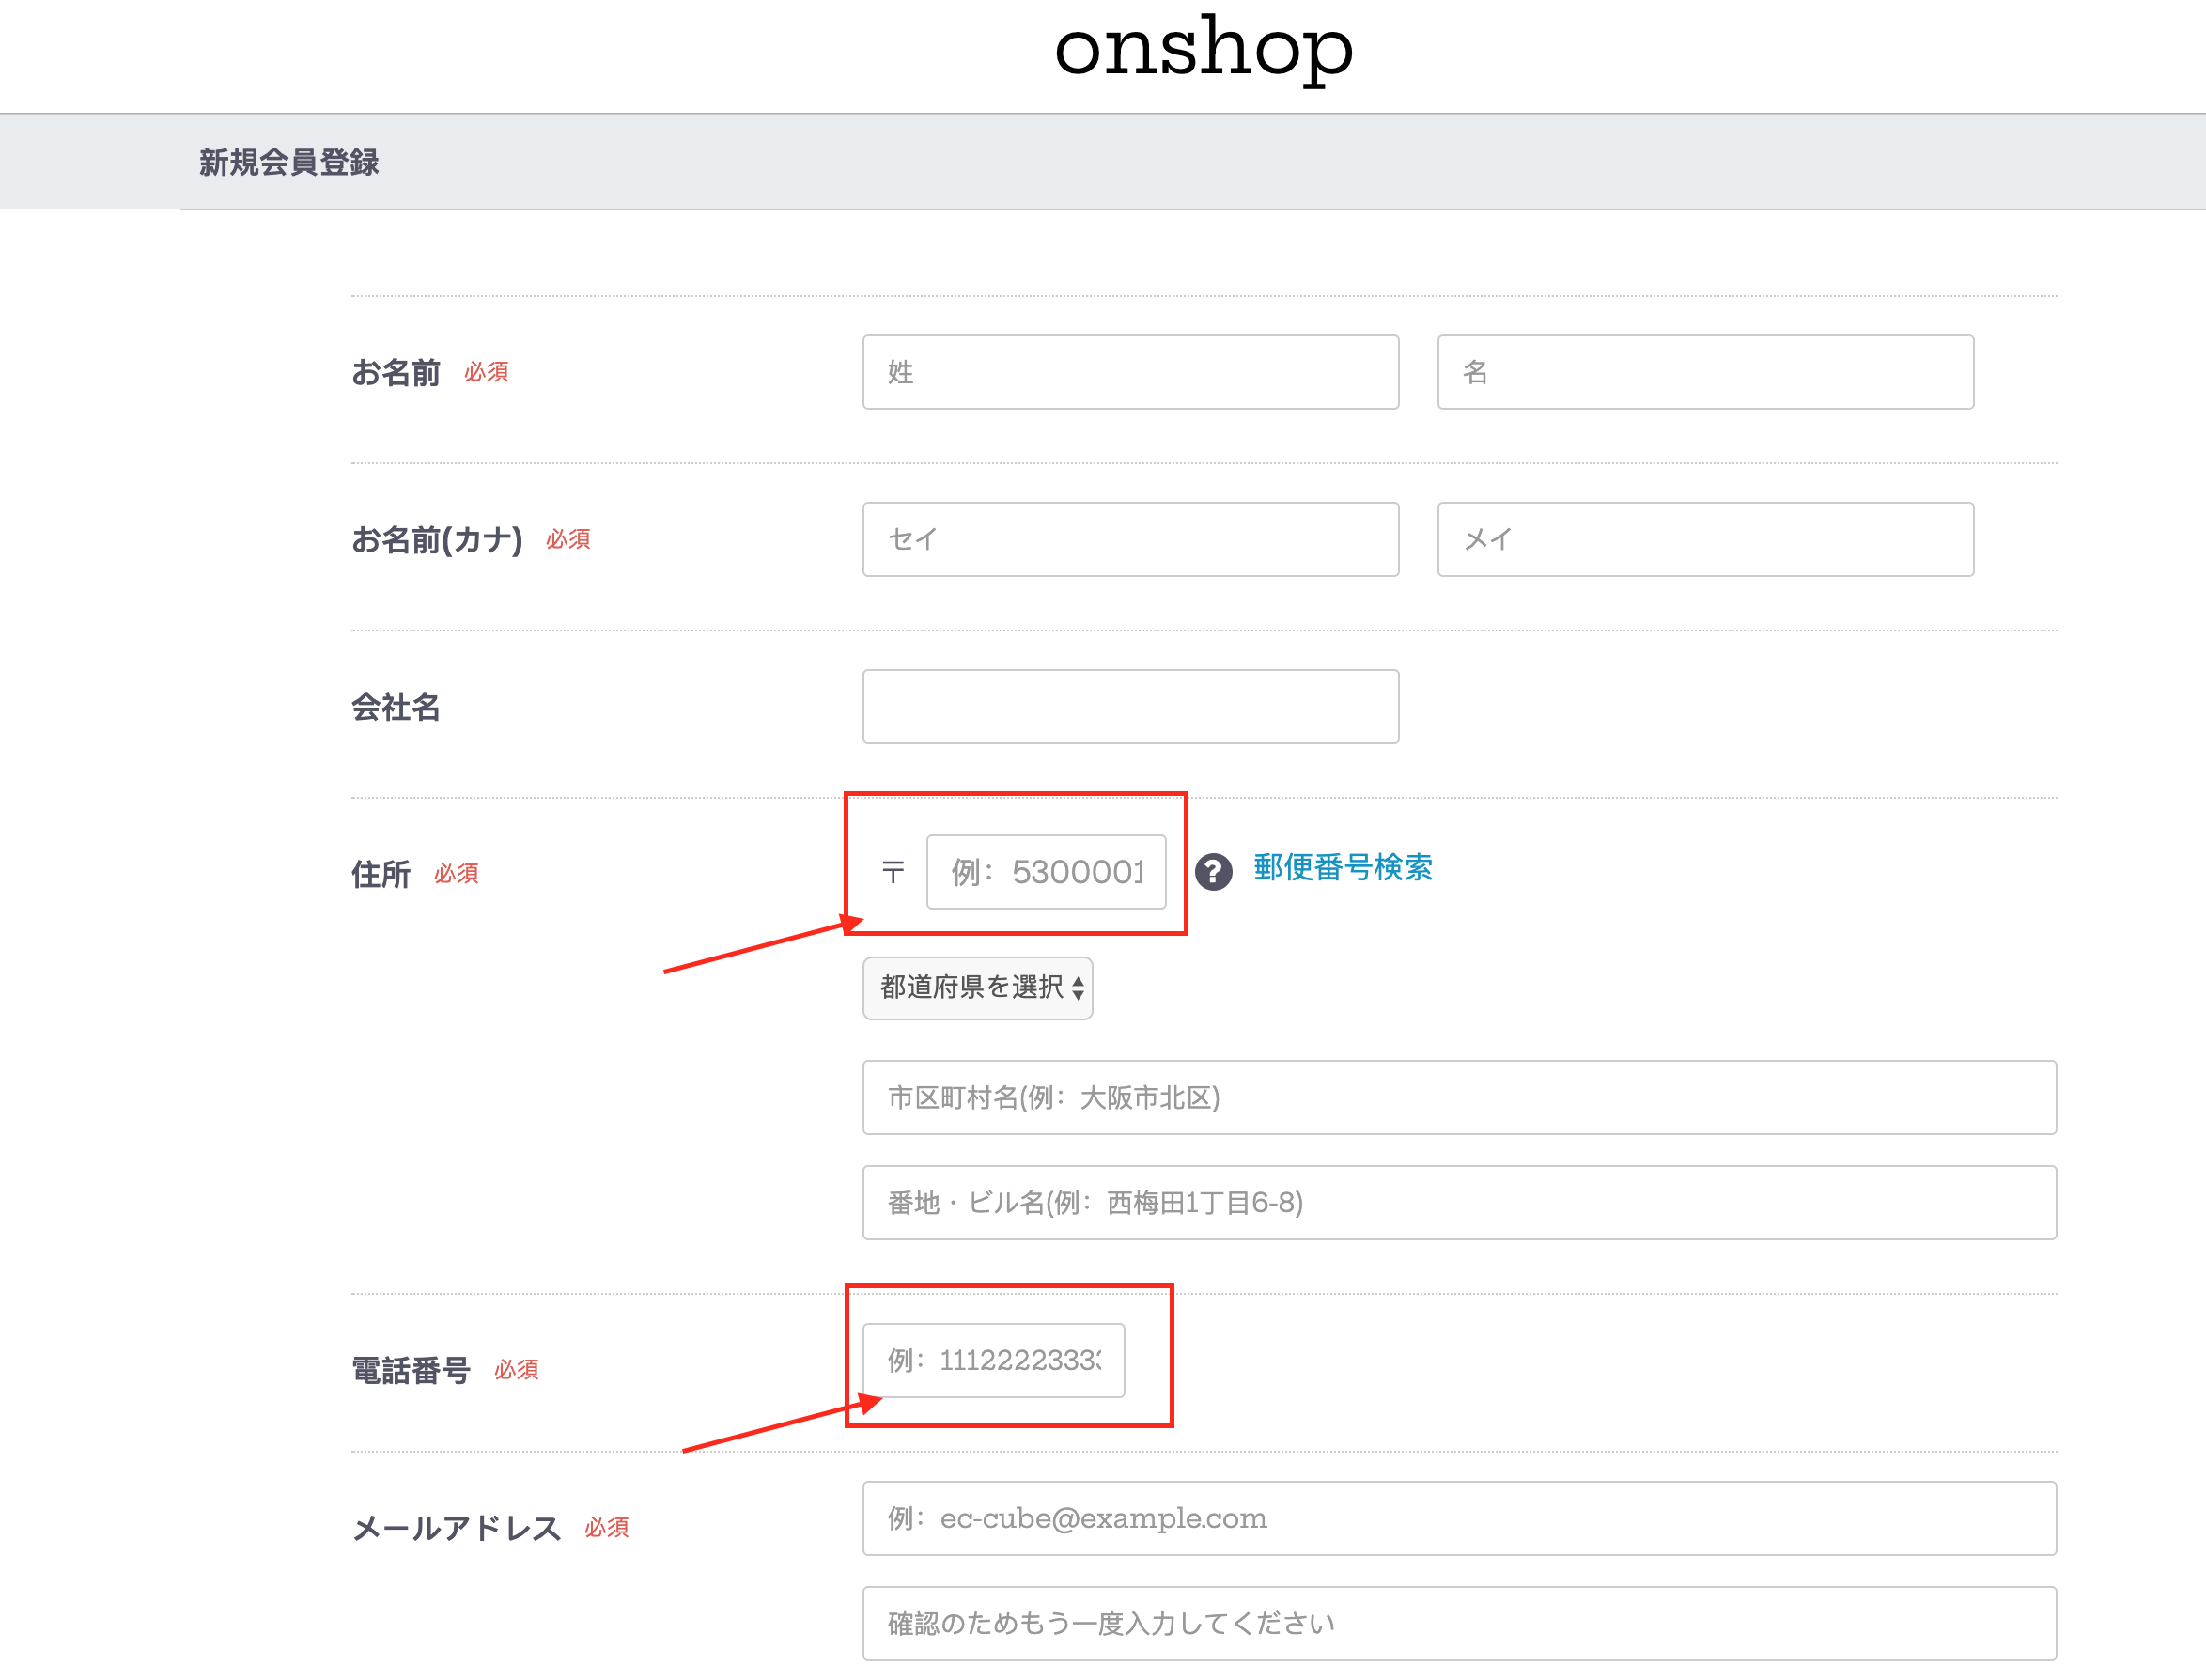 onshop
新規会員登録
お名前 必須 姓 名
お名前(カナ) 必須 セイ メイ
会社名
住所 必須 〒 例：5300001 ? 郵便番号検索
都道府県を選択
市区町村名(例：大阪市北区)
番地・ビル名(例：西梅田1丁目6-8)
電話番号 必須 例：1112222333
メールアドレス 必須 例：ec-cube@example.com
確認のためもう一度入力してください